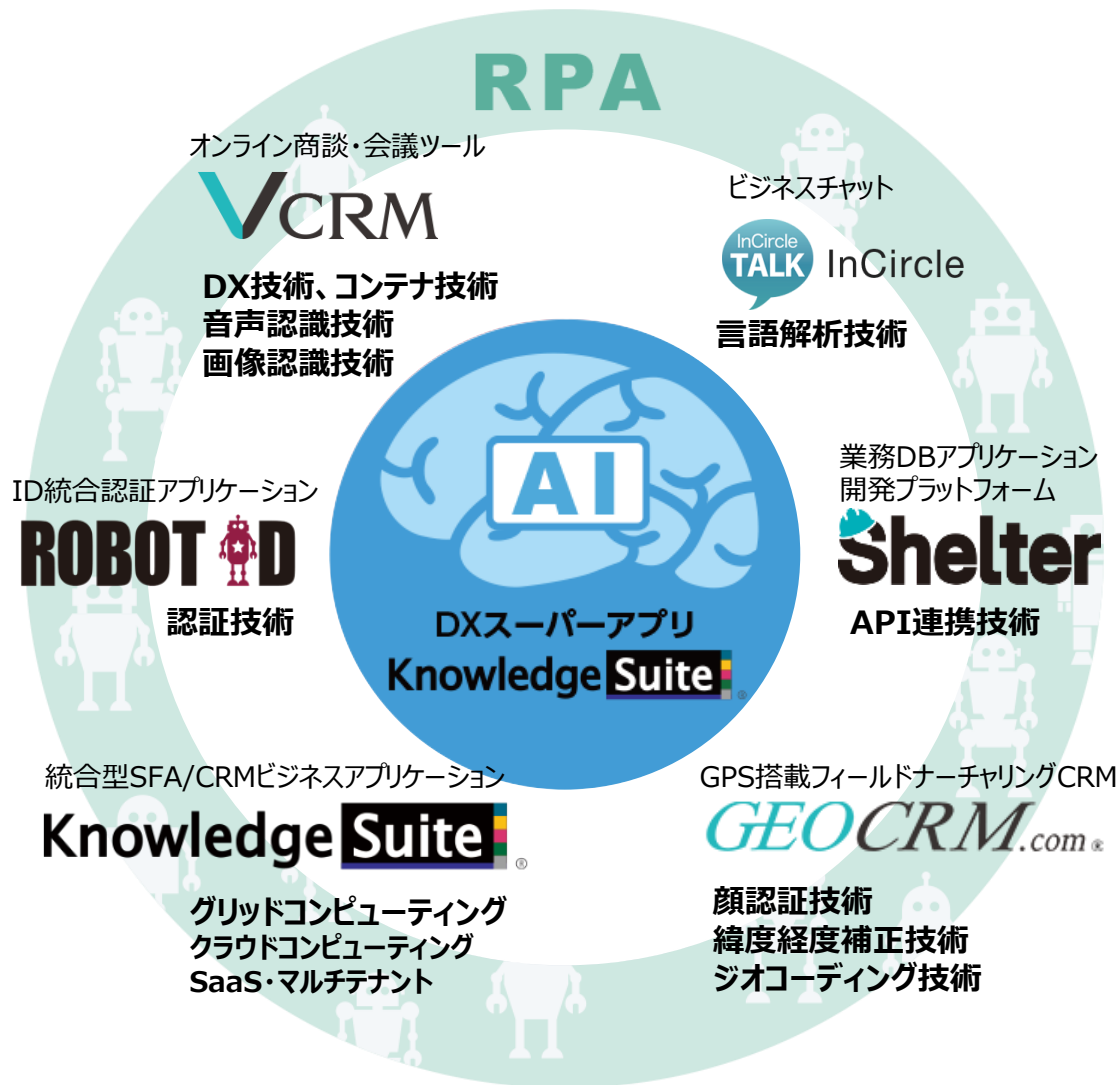 RPA
オンライン商談・会議ツール
VCRM
DX技術、コンテナ技術
音声認識技術
画像認識技術
ビジネスチャット
InCircle
TALK
InCircle
言語解析技術
ID統合認証アプリケーション
ROBOT ID
認証技術
AI
DXスーパーアプリ
Knowledge Suite ®
業務DBアプリケーション
開発プラットフォーム
Shelter
API連携技術
統合型SFA/CRMビジネスアプリケーション
Knowledge Suite ®
グリッドコンピューティング
クラウドコンピューティング
SaaS・マルチテナント
GPS搭載フィールドナーチャリングCRM
GEOCRM.com ®
顔認証技術
緯度経度補正技術
ジオコーディング技術